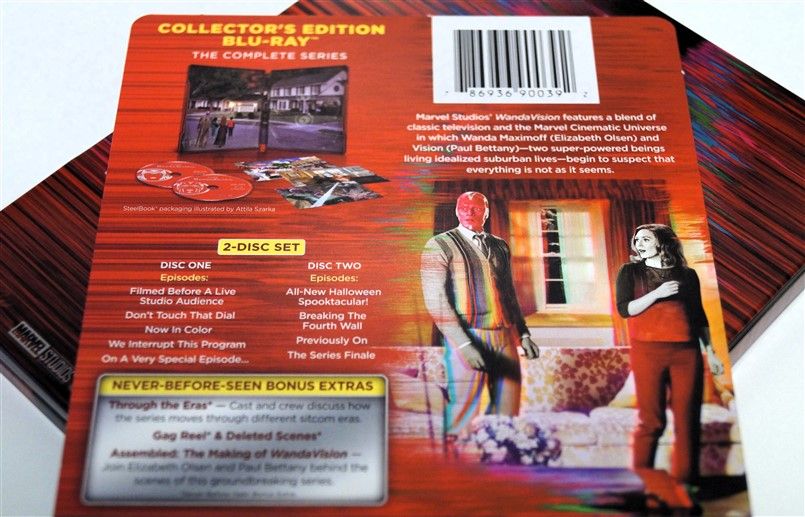 COLLECTOR'S EDITION
BLU-RAY™
THE COMPLETE SERIES
SteelBook® packaging illustrated by Attila Szarka
7 86936 90039 2
Marvel Studios' WandaVision features a blend of
classic television and the Marvel Cinematic Universe
in which Wanda Maximoff (Elizabeth Olsen) and
Vision (Paul Bettany)—two super-powered beings
living idealized suburban lives—begin to suspect that
everything is not as it seems.
2-DISC SET
DISC ONE
Episodes:
Filmed Before A Live
Studio Audience
Don't Touch That Dial
Now In Color
We Interrupt This Program
On A Very Special Episode...
DISC TWO
Episodes:
All-New Halloween
Spooktacular!
Breaking The
Fourth Wall
Previously On
The Series Finale
NEVER-BEFORE-SEEN BONUS EXTRAS
Through the Eras* — Cast and crew discuss how
the series moves through different sitcom eras.
Gag Reel* & Deleted Scenes*
Assembled: The Making of WandaVision —
Join Elizabeth Olsen and Paul Bettany behind the
scenes of this groundbreaking series.
MARVEL STUDIOS